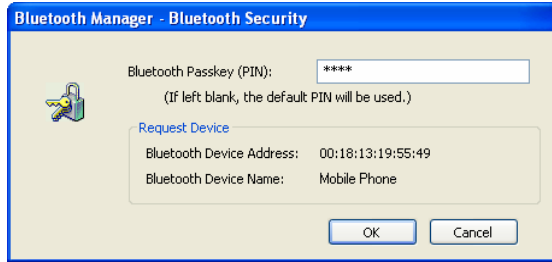 Bluetooth Manager - Bluetooth Security
Bluetooth Passkey (PIN): ****
(If left blank, the default PIN will be used.)
Request Device
Bluetooth Device Address: 00:18:13:19:55:49
Bluetooth Device Name: Mobile Phone
OK Cancel